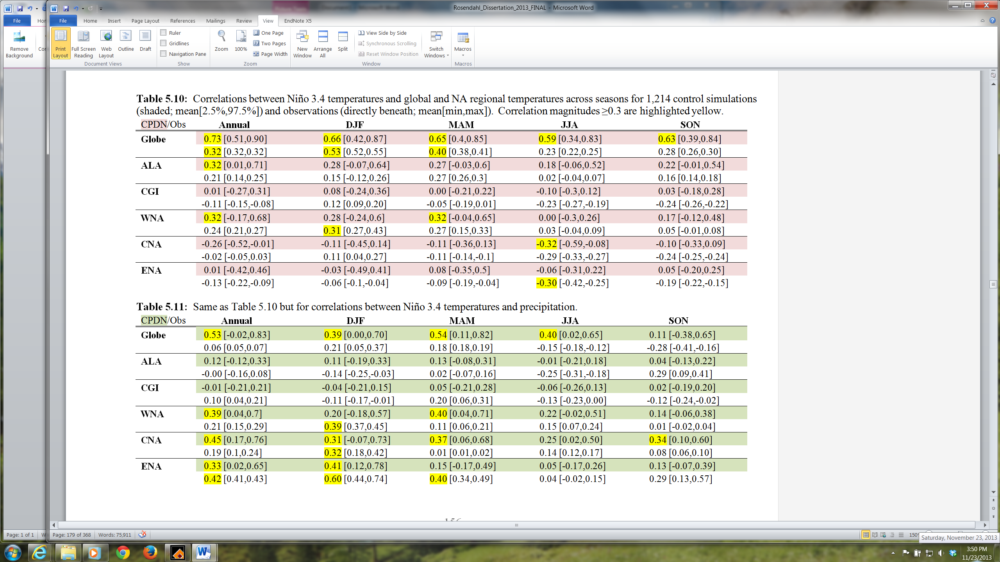 Rosendahl_Dissertation_2013_FINAL - Microsoft Word
File
File Home Insert Page Layout References Mailings Review View EndNote X5
Remove Background
Print Layout
Full Screen Reading
Web Layout
Outline
Draft
Document Views
Ruler
Gridlines
Navigation Pane
Show
Zoom
100%
One Page
Two Pages
Page Width
Zoom
New Window
Arrange All
Split
View Side by Side
Synchronous Scrolling
Reset Window Position
Window
Switch Windows
Macros
Macros
Table 5.10: Correlations between Niño 3.4 temperatures and global and NA regional temperatures across seasons for 1,214 control simulations
(shaded; mean[2.5%,97.5%]) and observations (directly beneath; mean[min,max]). Correlation magnitudes ≥0.3 are highlighted yellow.
CPDN/Obs Annual DJF MAM JJA SON
Globe 0.73 [0.51,0.90] 0.66 [0.42,0.87] 0.65 [0.4,0.85] 0.59 [0.34,0.83] 0.63 [0.39,0.84]
0.32 [0.32,0.32] 0.53 [0.52,0.55] 0.40 [0.38,0.41] 0.23 [0.22,0.25] 0.28 [0.26,0.30]
ALA 0.32 [0.01,0.71] 0.28 [-0.07,0.64] 0.27 [-0.03,0.6] 0.18 [-0.06,0.52] 0.22 [-0.01,0.54]
0.21 [0.14,0.25] 0.15 [-0.12,0.26] 0.27 [0.26,0.3] 0.02 [-0.04,0.07] 0.16 [0.14,0.18]
CGI 0.01 [-0.27,0.31] 0.08 [-0.24,0.36] 0.00 [-0.21,0.22] -0.10 [-0.3,0.12] 0.03 [-0.18,0.28]
-0.11 [-0.15,-0.08] 0.12 [0.09,0.20] -0.05 [-0.19,0.01] -0.23 [-0.27,-0.19] -0.24 [-0.26,-0.22]
WNA 0.32 [-0.17,0.68] 0.28 [-0.24,0.6] 0.32 [-0.04,0.65] 0.00 [-0.3,0.26] 0.17 [-0.12,0.48]
0.24 [0.21,0.27] 0.31 [0.27,0.43] 0.27 [0.15,0.33] 0.03 [-0.04,0.09] 0.05 [-0.01,0.08]
CNA -0.26 [-0.52,-0.01] -0.11 [-0.45,0.14] -0.11 [-0.36,0.13] -0.32 [-0.59,-0.08] -0.10 [-0.33,0.09]
-0.02 [-0.05,0.03] 0.11 [0.04,0.27] -0.11 [-0.14,-0.1] -0.29 [-0.33,-0.27] -0.24 [-0.25,-0.24]
ENA 0.01 [-0.42,0.46] -0.03 [-0.49,0.41] 0.08 [-0.35,0.5] -0.06 [-0.31,0.22] 0.05 [-0.20,0.25]
-0.13 [-0.22,-0.09] -0.06 [-0.1,-0.04] -0.09 [-0.19,-0.04] -0.30 [-0.42,-0.25] -0.19 [-0.22,-0.15]
Table 5.11: Same as Table 5.10 but for correlations between Niño 3.4 temperatures and precipitation.
CPDN/Obs Annual DJF MAM JJA SON
Globe 0.53 [-0.02,0.83] 0.39 [0.00,0.70] 0.54 [0.11,0.82] 0.40 [0.02,0.65] 0.11 [-0.38,0.65]
0.06 [0.05,0.07] 0.21 [0.05,0.37] 0.18 [0.18,0.19] -0.15 [-0.18,-0.12] -0.28 [-0.41,-0.16]
ALA 0.12 [-0.12,0.33] 0.11 [-0.19,0.33] 0.13 [-0.08,0.31] -0.01 [-0.21,0.18] 0.04 [-0.13,0.22]
-0.00 [-0.16,0.08] -0.14 [-0.25,-0.03] 0.02 [-0.07,0.16] -0.25 [-0.31,-0.18] 0.29 [0.09,0.41]
CGI -0.01 [-0.21,0.21] -0.04 [-0.21,0.15] 0.05 [-0.21,0.28] -0.06 [-0.26,0.13] 0.02 [-0.19,0.20]
0.10 [0.04,0.21] -0.11 [-0.17,-0.01] 0.20 [0.06,0.31] -0.13 [-0.23,0.00] -0.12 [-0.24,-0.02]
WNA 0.39 [0.04,0.7] 0.20 [-0.18,0.57] 0.40 [0.04,0.71] 0.22 [-0.02,0.51] 0.14 [-0.06,0.38]
0.21 [0.15,0.29] 0.39 [0.37,0.45] 0.11 [0.06,0.21] 0.15 [0.07,0.24] 0.01 [-0.02,0.04]
CNA 0.45 [0.17,0.76] 0.31 [-0.07,0.73] 0.37 [0.06,0.68] 0.25 [0.02,0.50] 0.34 [0.10,0.60]
0.19 [0.1,0.24] 0.32 [0.18,0.42] 0.01 [0.01,0.02] 0.14 [0.12,0.17] 0.08 [0.06,0.10]
ENA 0.33 [0.02,0.65] 0.41 [0.12,0.78] 0.15 [-0.17,0.49] 0.05 [-0.17,0.26] 0.13 [-0.07,0.39]
0.42 [0.41,0.43] 0.60 [0.44,0.74] 0.40 [0.34,0.49] 0.04 [-0.02,0.15] 0.29 [0.13,0.57]
Page: 1 of 1
Page: 179 of 368 Words: 75,911
Saturday, November 23, 2013
3:50 PM
11/23/2013